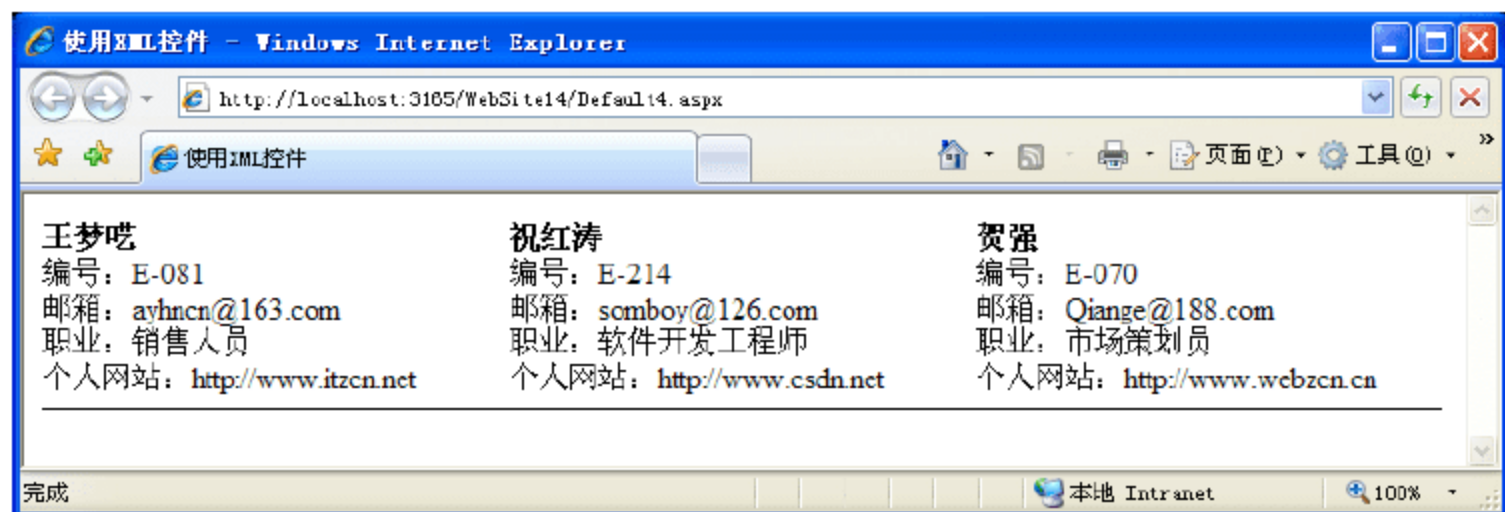 使用XML控件 - Windows Internet Explorer
http://localhost:3165/WebSite14/Default4.aspx
使用XML控件
页面(P)
工具(O)
»
王梦呓 祝红涛 贺强
编号:E-081 编号:E-214 编号:E-070
邮箱:ayhncn@163.com 邮箱:somboy@126.com 邮箱:Qiange@188.com
职业:销售人员 职业:软件开发工程师 职业:市场策划员
个人网站:http://www.itzcn.net 个人网站:http://www.csdn.net 个人网站:http://www.webzcn.cn
完成
本地 Intranet
100%